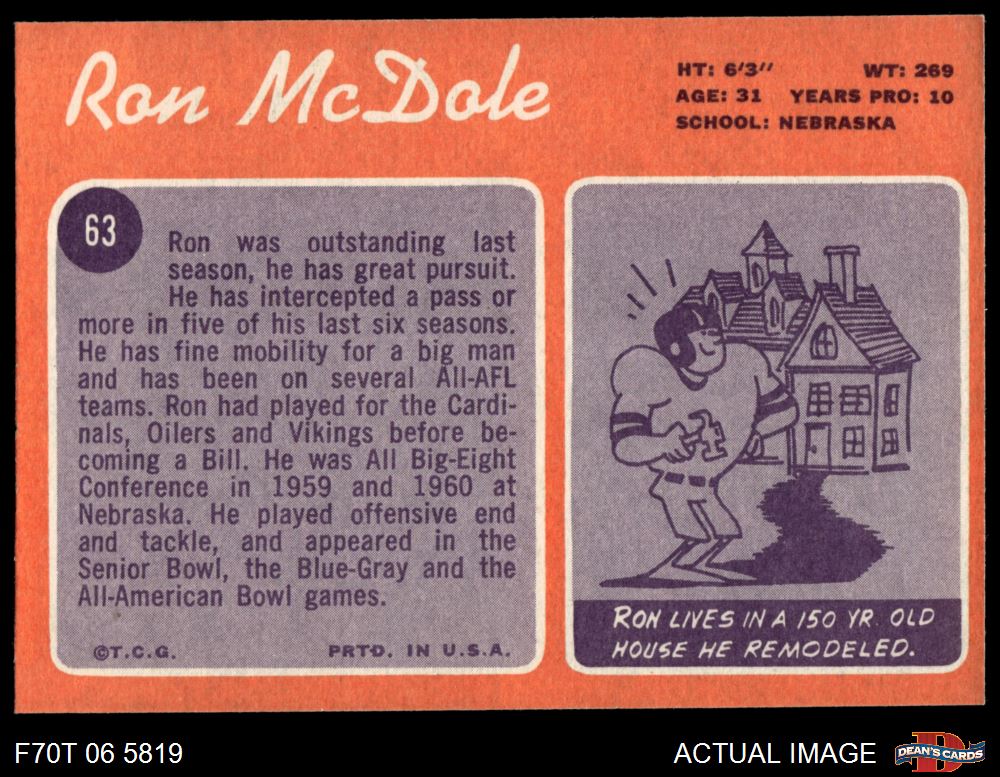 Ron McDole
HT: 6'3" WT: 269
AGE: 31 YEARS PRO: 10
SCHOOL: NEBRASKA
63
Ron was outstanding last
season, he has great pursuit.
He has intercepted a pass or
more in five of his last six seasons.
He has fine mobility for a big man
and has been on several All-AFL
teams. Ron had played for the Cardi-
nals, Oilers and Vikings before be-
coming a Bill. He was All Big-Eight
Conference in 1959 and 1960 at
Nebraska. He played offensive end
and tackle, and appeared in the
Senior Bowl, the Blue-Gray and the
All-American Bowl games.
©T.C.G. PRTD. IN U.S.A.
RON LIVES IN A 150 YR. OLD
HOUSE HE REMODELED.
F70T 06 5819
ACTUAL IMAGE
D
DEAN'S CARDS